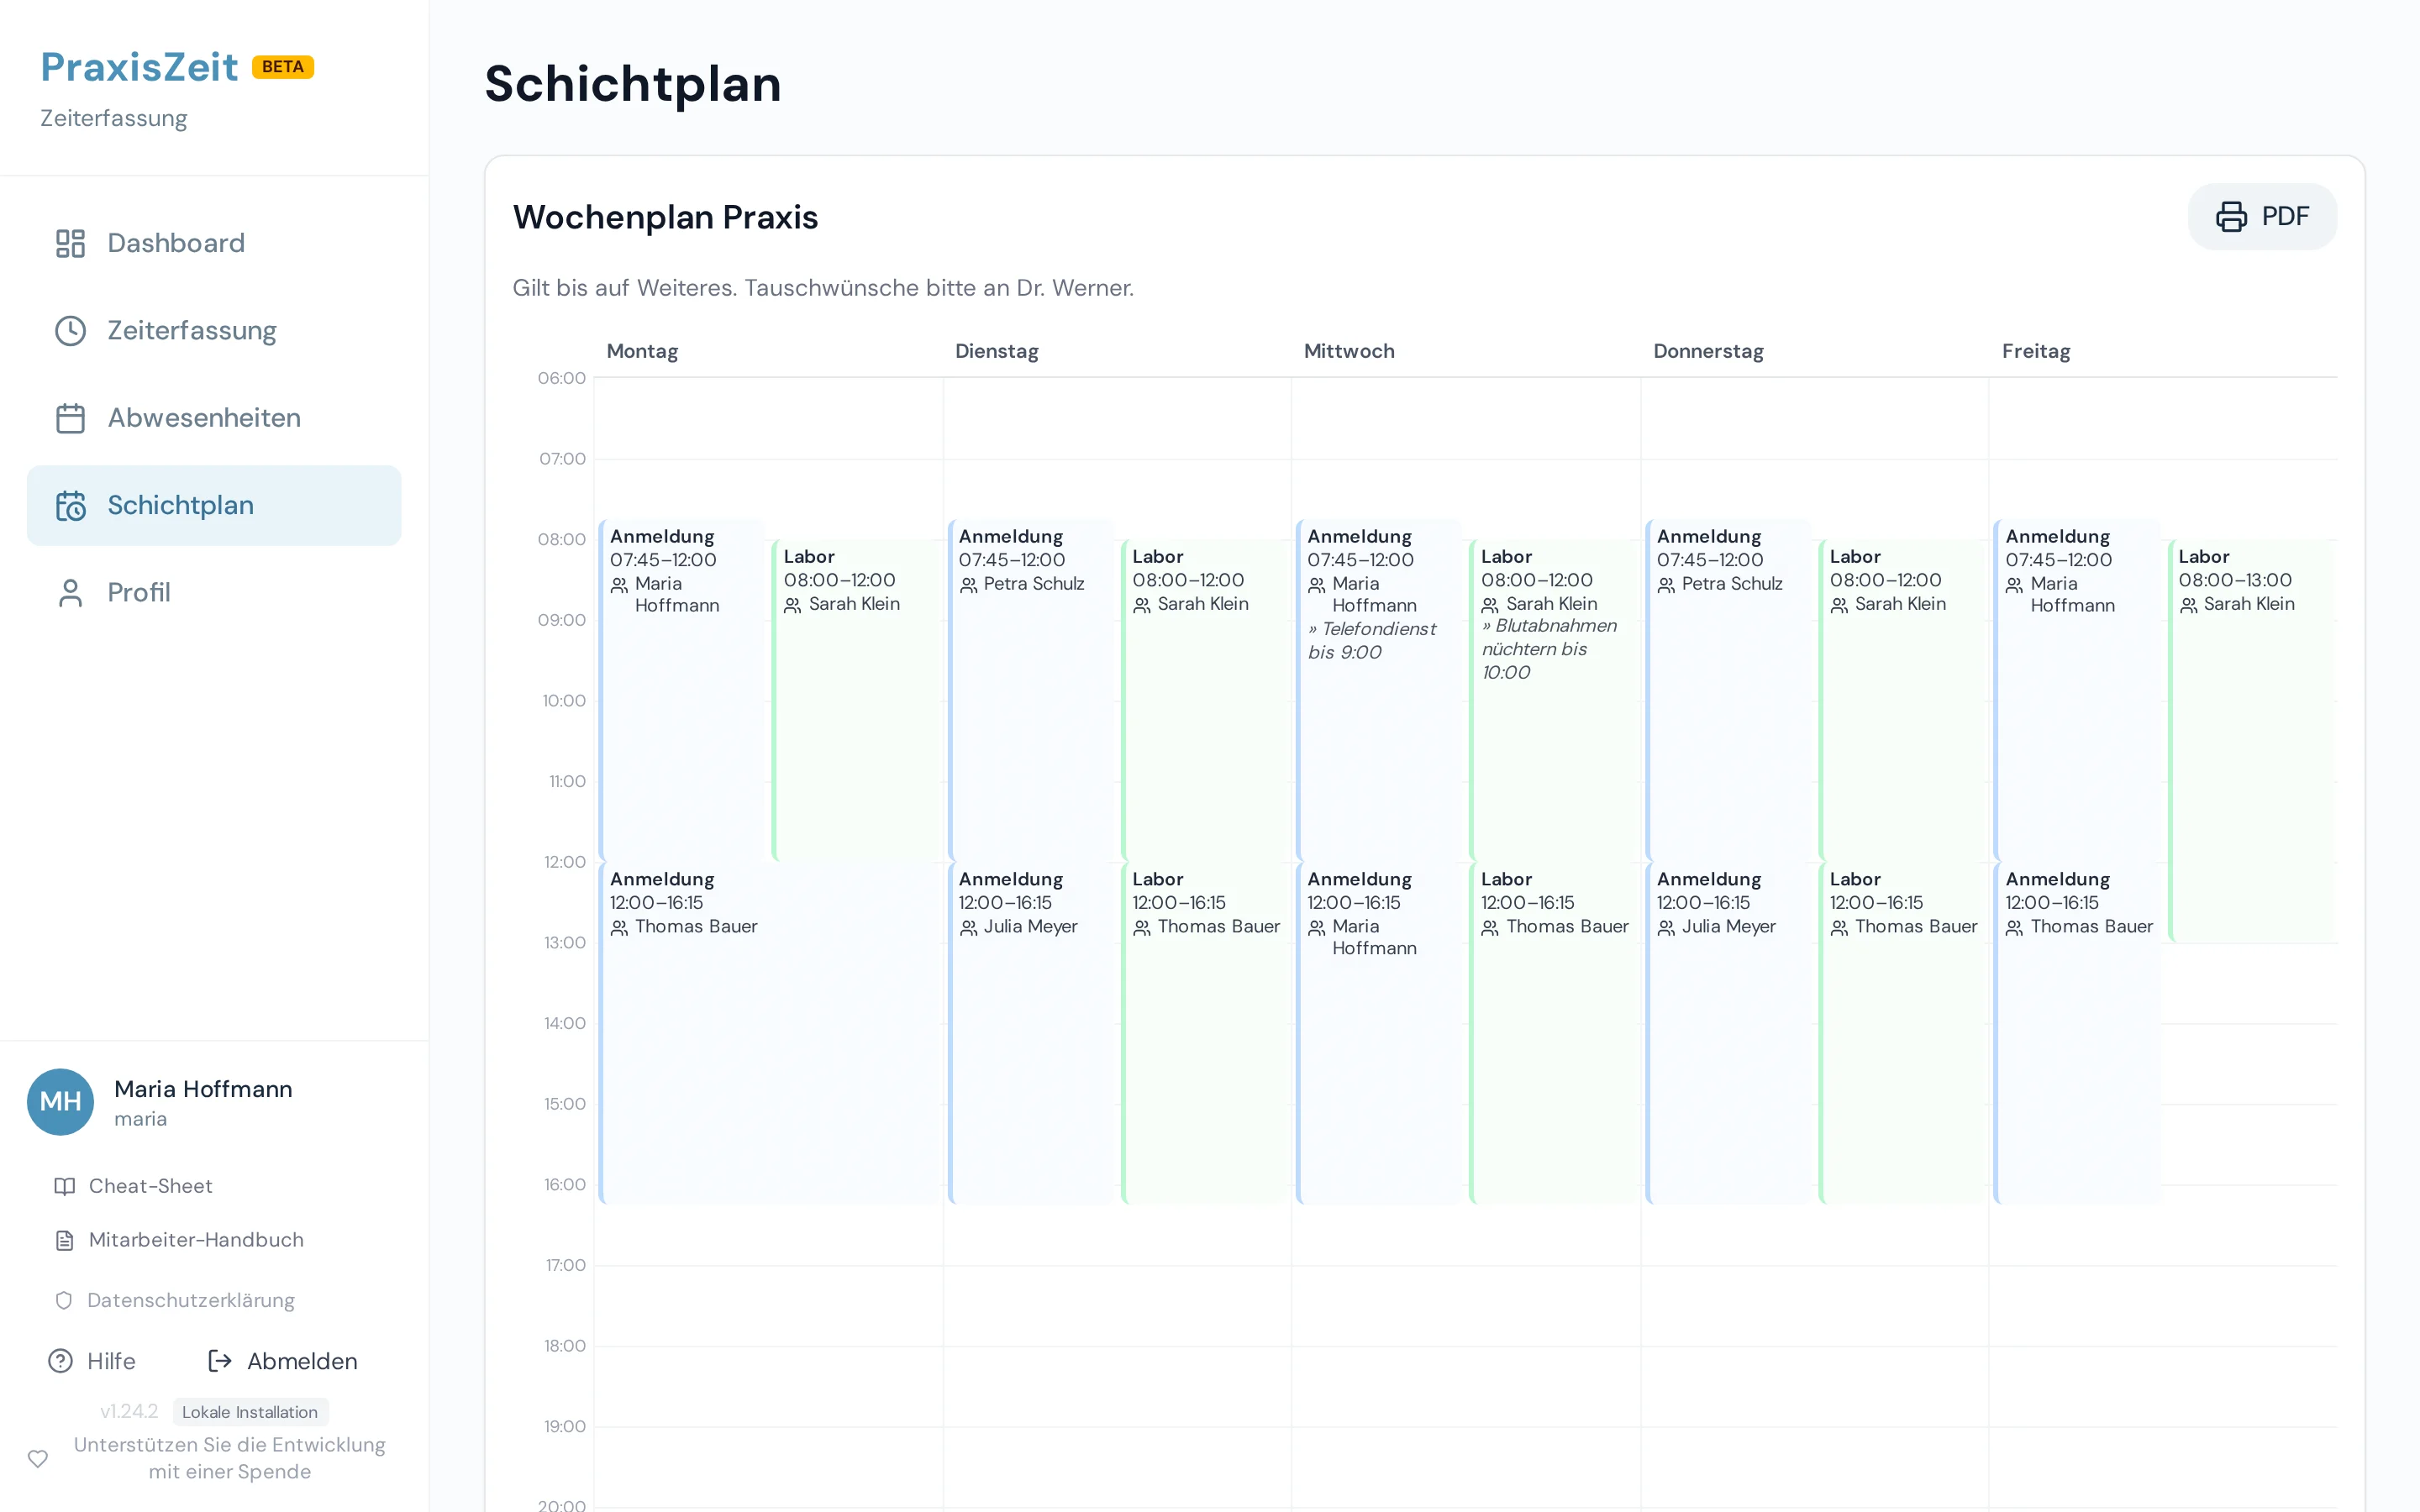 PraxisZeit BETA
Zeiterfassung
Dashboard
Zeiterfassung
Abwesenheiten
Schichtplan
Profil
Maria Hoffmann
MH
maria
Cheat-Sheet
Mitarbeiter-Handbuch
Datenschutzerklärung
Hilfe Abmelden
v1.24.2 Lokale Installation
Unterstützen Sie die Entwicklung
mit einer Spende
Schichtplan
Wochenplan Praxis
PDF
Gilt bis auf Weiteres. Tauschwünsche bitte an Dr. Werner.
Montag Dienstag Mittwoch Donnerstag Freitag
06:00
07:00
08:00
09:00
10:00
11:00
12:00
13:00
14:00
15:00
16:00
17:00
18:00
19:00
20:00
Anmeldung
07:45–12:00
Maria
Hoffmann
Labor
08:00–12:00
Sarah Klein
Anmeldung
12:00–16:15
Thomas Bauer
Anmeldung
07:45–12:00
Petra Schulz
Labor
08:00–12:00
Sarah Klein
Anmeldung
12:00–16:15
Julia Meyer
Labor
12:00–16:15
Thomas Bauer
Anmeldung
07:45–12:00
Maria
Hoffmann
» Telefondienst
bis 9:00
Labor
08:00–12:00
Sarah Klein
» Blutabnahmen
nüchtern bis
10:00
Anmeldung
12:00–16:15
Maria
Hoffmann
Labor
12:00–16:15
Thomas Bauer
Anmeldung
07:45–12:00
Petra Schulz
Labor
08:00–12:00
Sarah Klein
Anmeldung
12:00–16:15
Julia Meyer
Labor
12:00–16:15
Thomas Bauer
Anmeldung
07:45–12:00
Maria
Hoffmann
Labor
08:00–13:00
Sarah Klein
Anmeldung
12:00–16:15
Thomas Bauer